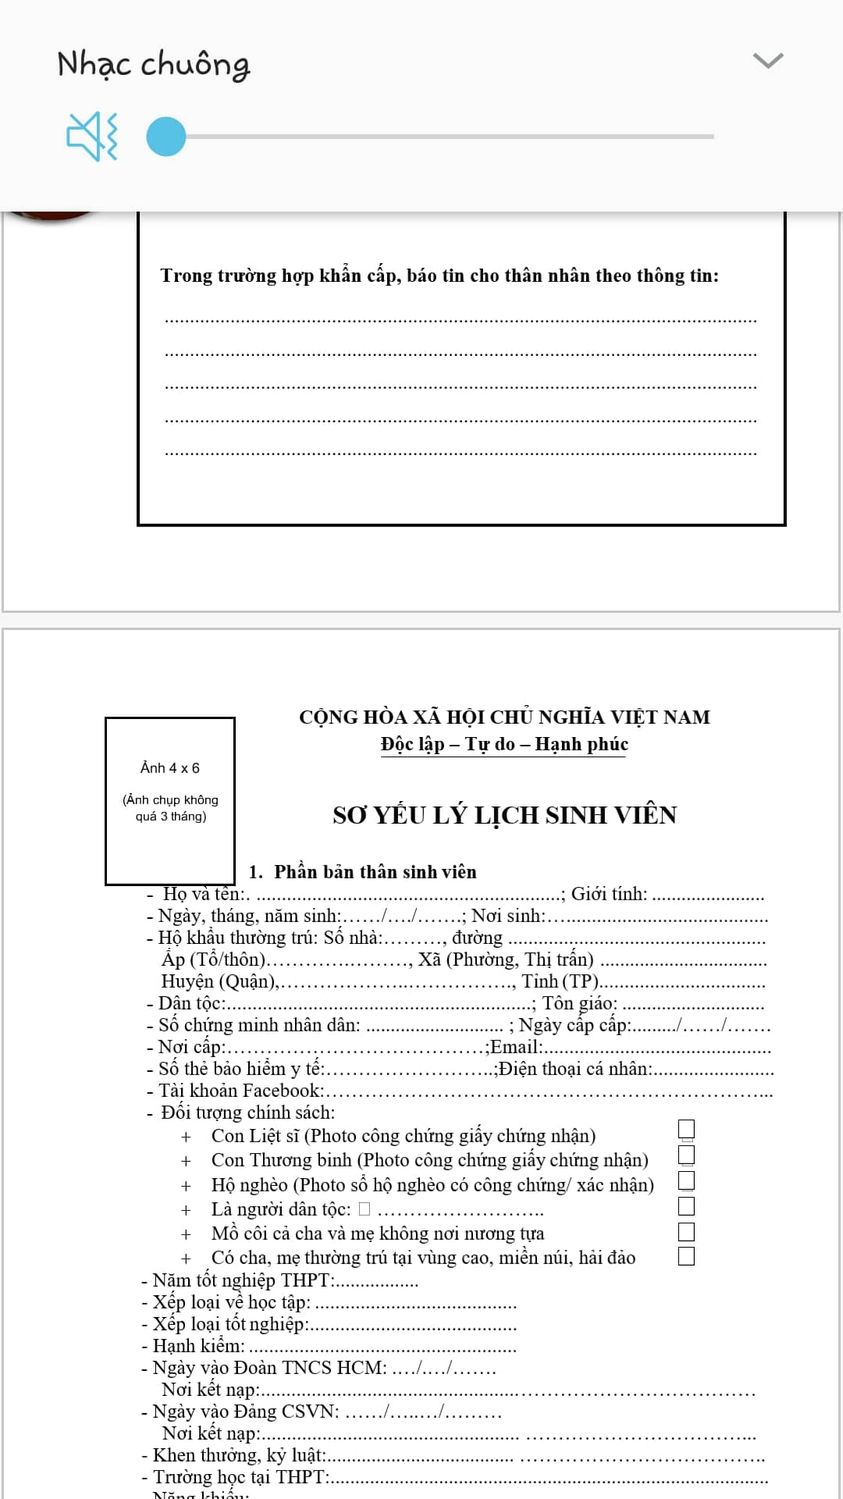 Nhạc chuông
Trong trường hợp khẩn cấp, báo tin cho thân nhân theo thông tin:
................................................................
................................................................
................................................................
................................................................
................................................................
CỘNG HÒA XÃ HỘI CHỦ NGHĨA VIỆT NAM
Độc lập – Tự do – Hạnh phúc
Ảnh 4 x 6
(Ảnh chụp không
quá 3 tháng)
SƠ YẾU LÝ LỊCH SINH VIÊN
1. Phần bản thân sinh viên
- Họ và tên:. ............................................................; Giới tính: .......................
- Ngày, tháng, năm sinh:……/…./…….; Nơi sinh:…........................................
- Hộ khẩu thường trú: Số nhà:………, đường ...................................................
Ấp (Tổ/thôn)………….………, Xã (Phường, Thị trấn) .................................
Huyện (Quận),………………..……………, Tỉnh (TP).................................
- Dân tộc:............................................................; Tôn giáo: ............................
- Số chứng minh nhân dân: ........................... ; Ngày cấp cấp:........./……/…….
- Nơi cấp:…………………………………;Email:.............................................
- Số thẻ bảo hiểm y tế:…………………….;Điện thoại cá nhân:........................
- Tài khoản Facebook:…………………………………………………………...
- Đối tượng chính sách:
+ Con Liệt sĩ (Photo công chứng giấy chứng nhận) □
+ Con Thương binh (Photo công chứng giấy chứng nhận) □
+ Hộ nghèo (Photo sổ hộ nghèo có công chứng/ xác nhận) □
+ Là người dân tộc: □ …………………….. □
+ Mồ côi cả cha và mẹ không nơi nương tựa □
+ Có cha, mẹ thường trú tại vùng cao, miền núi, hải đảo □
- Năm tốt nghiệp THPT:.................
- Xếp loại về học tập: ........................................
- Xếp loại tốt nghiệp:.........................................
- Hạnh kiểm: .....................................................
- Ngày vào Đoàn TNCS HCM: …./…./…….
Nơi kết nạp:...................................................………………………………
- Ngày vào Đảng CSVN: ……/…..…/………
Nơi kết nạp:................................................... ……………………………...
- Khen thưởng, kỷ luật:..................................... ………………………………..
- Trường học tại THPT:.......................................................................................
Năng khiếu: